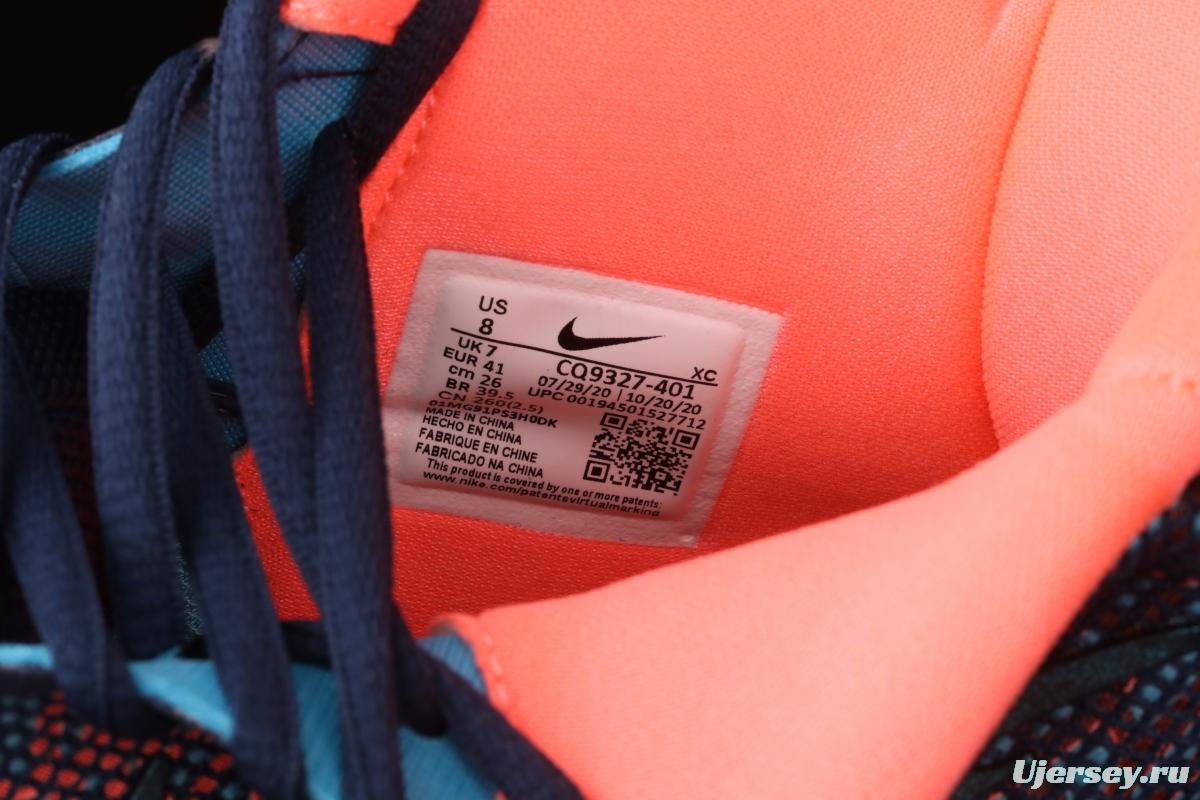 US
8
UK 7
EUR 41
cm 26
BR 39.5
CN 260(2.5)
XC
CQ9327-401
07/29/20 | 10/20/20
UPC 00194501527712
01MG91PS3H0DK
MADE IN CHINA
HECHO EN CHINA
FABRIQUE EN CHINE
FABRICADO NA CHINA
This product is covered by one or more patents:
www.nike.com/patentsvirtualmarking
Ujersey.ru